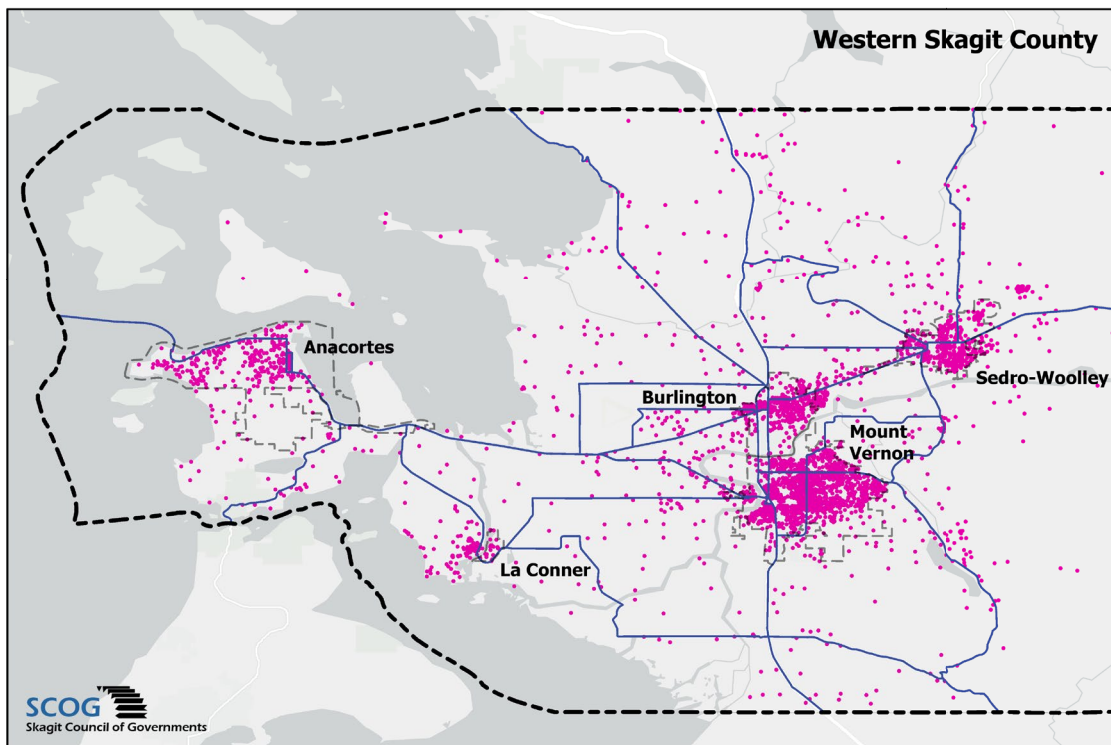 Western Skagit County
Anacortes
Burlington
Sedro-Woolley
Mount
Vernon
La Conner
SCOG
Skagit Council of Governments